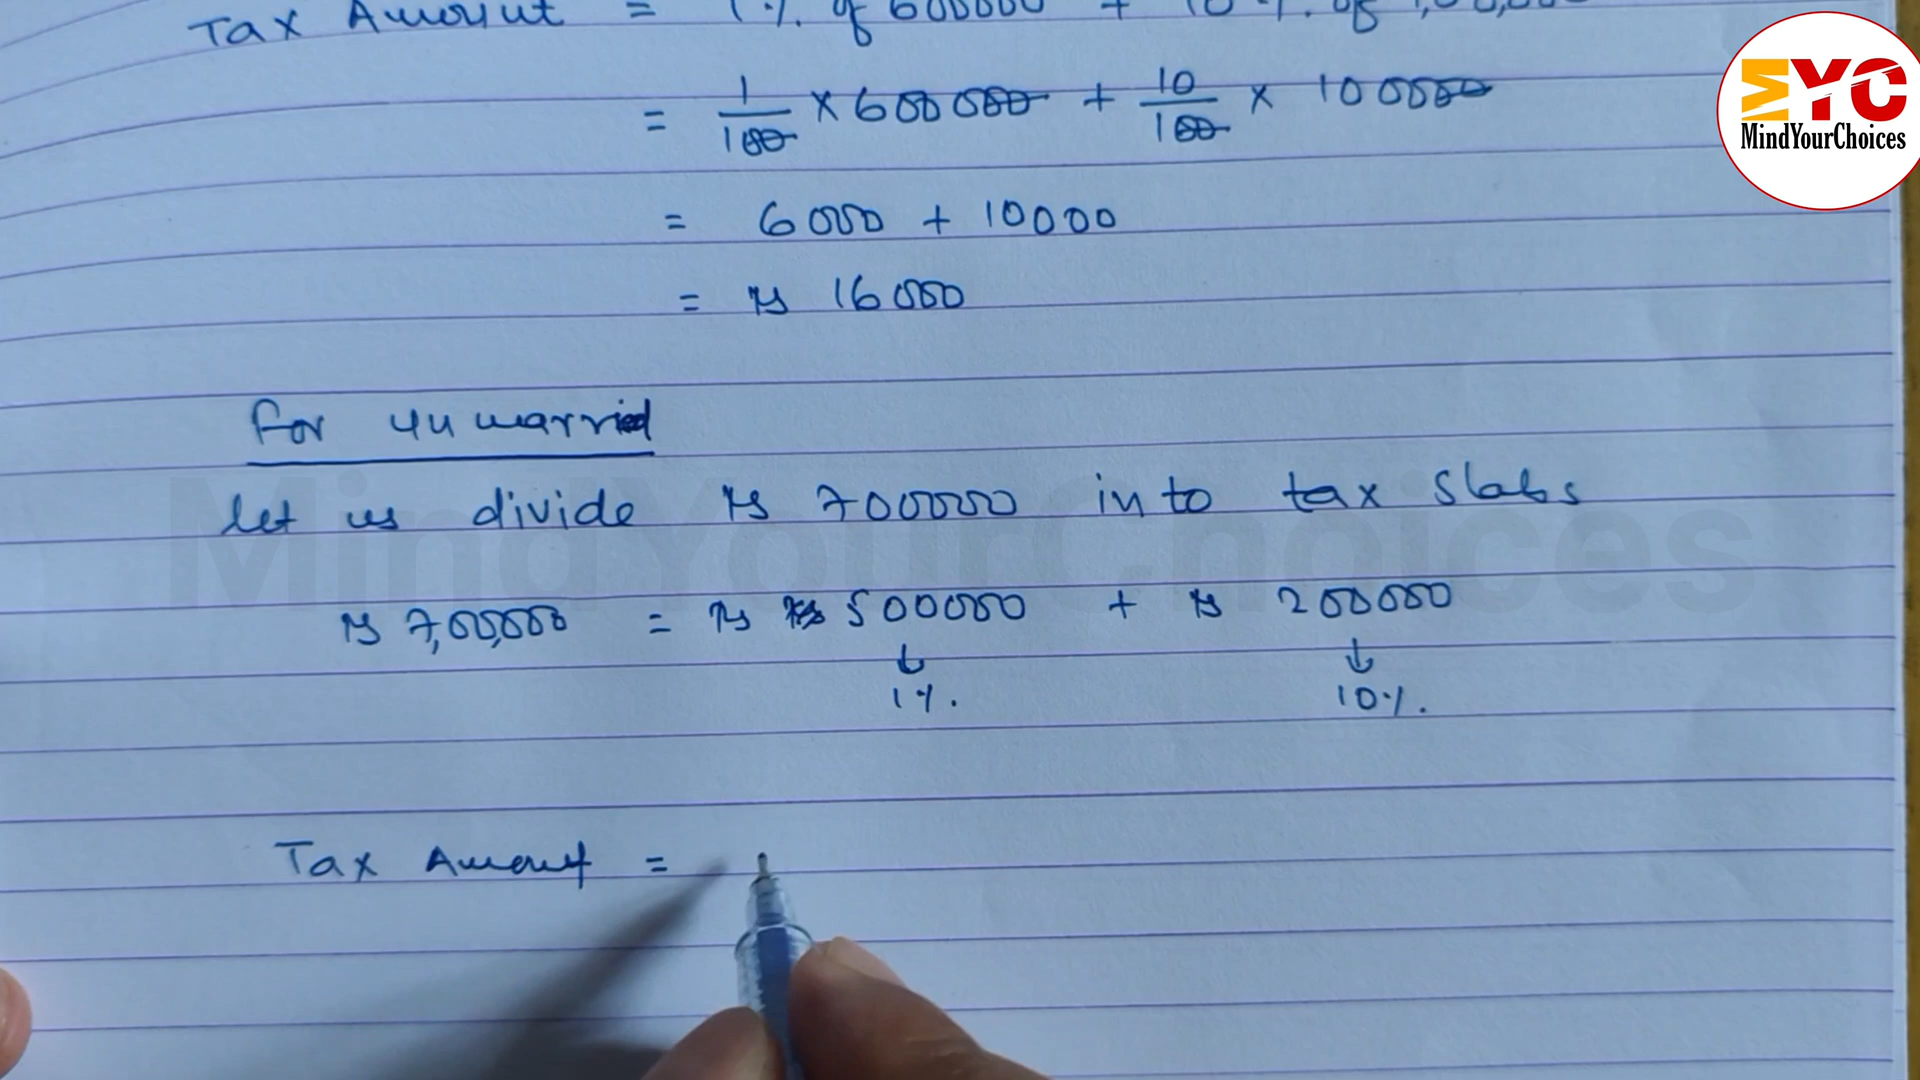 Tax Amount = 1% of 600000 + 10%. of 1,00,000
MYC
MindYourChoices
= 1/100 × 600000 + 10/100 × 100000
= 6000 + 10000
= Rs 16000
For Unmarried
Let us divide Rs 700000 into tax slabs
MindYourChoices
Rs 7,00,000 = Rs 500000 + Rs 200000
↓ ↓
1%. 10%.
Tax Amount =